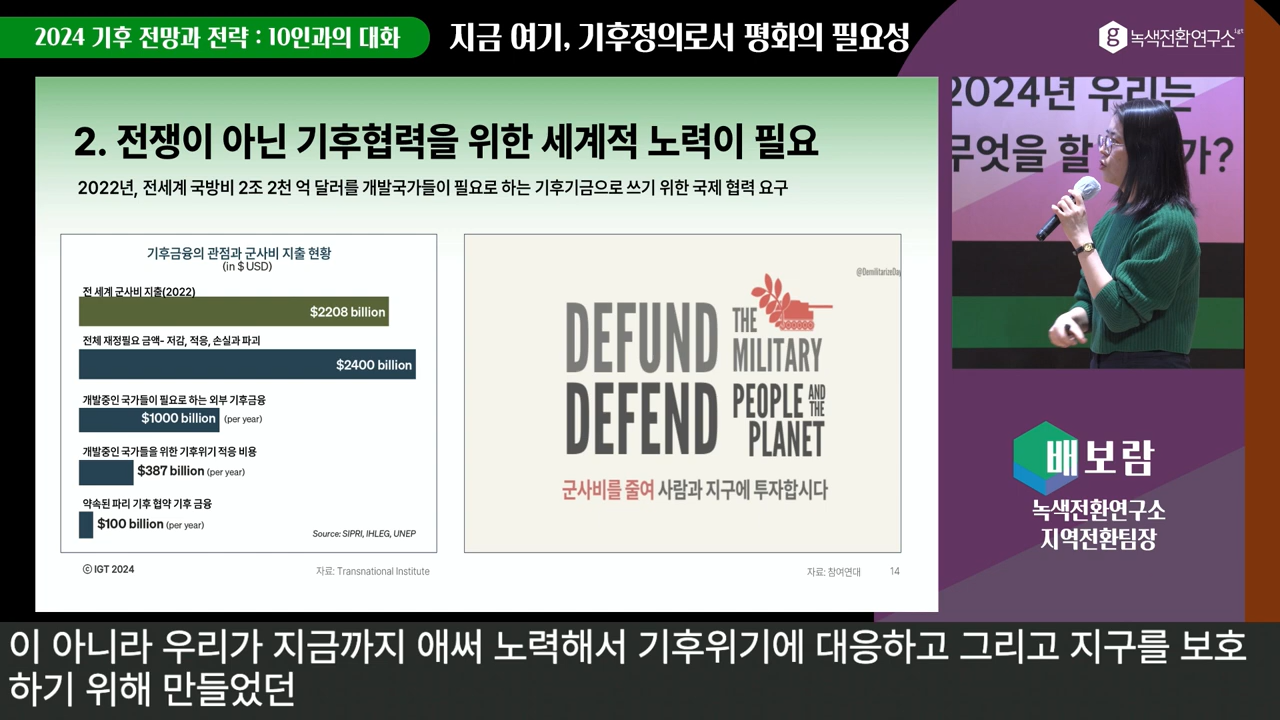 2024 기후 전망과 전략 : 10인과의 대화
지금 여기, 기후정의로서 평화의 필요성
g 녹색전환연구소 igt
2. 전쟁이 아닌 기후협력을 위한 세계적 노력이 필요
2022년, 전세계 국방비 2조 2천 억 달러를 개발국가들이 필요로 하는 기후기금으로 쓰기 위한 국제 협력 요구
기후금융의 관점과 군사비 지출 현황
(in $ USD)
전 세계 군사비 지출(2022)
$2208 billion
전체 재정필요 금액- 저감, 적응, 손실과 파괴
$2400 billion
개발중인 국가들이 필요로 하는 외부 기후금융
$1000 billion (per year)
개발중인 국가들을 위한 기후위기 적응 비용
$387 billion (per year)
약속된 파리 기후 협약 기후 금융
$100 billion (per year)
Source: SIPRI, IHLEG, UNEP
ⓒ IGT 2024
자료: Transnational Institute
@DemilitarizeDay
DEFUND THE MILITARY
DEFEND PEOPLE AND THE PLANET
군사비를 줄여 사람과 지구에 투자합시다
자료: 참여연대
14
2024년 우리는
무엇을 할 가?
배보람
녹색전환연구소
지역전환팀장
이 아니라 우리가 지금까지 애써 노력해서 기후위기에 대응하고 그리고 지구를 보호
하기 위해 만들었던